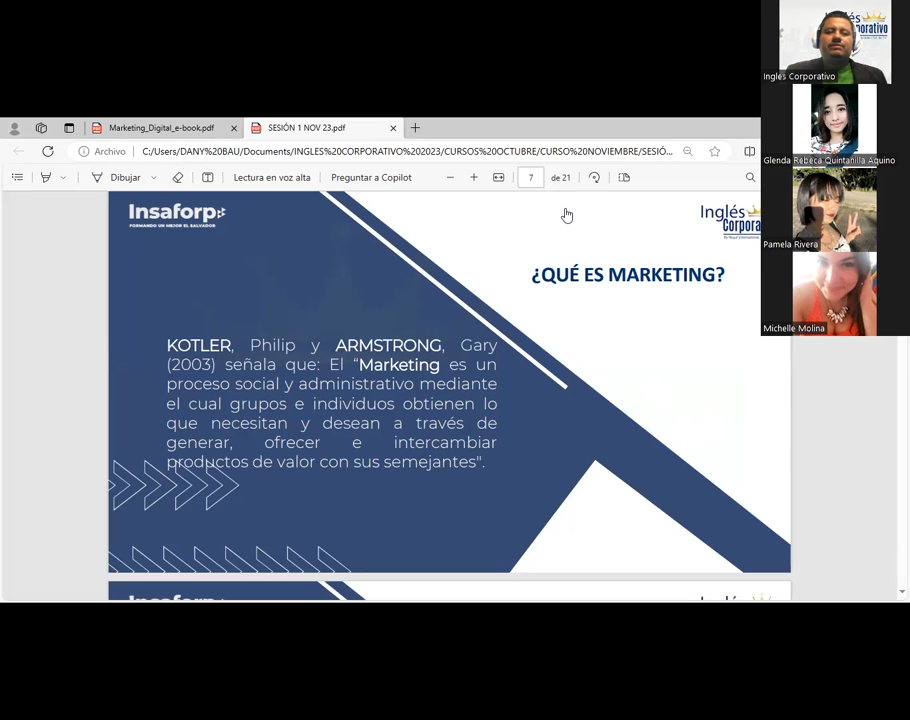 Inglés
Corporativo
Ingles Corporativo
Glenda Rebeca Quintanilla Aquino
Pamela Rivera
Michelle Molina
Marketing_Digital_e-book.pdf
SESIÓN 1 NOV 23.pdf
Archivo
C:/Users/DANY%20BAU/Documents/INGLES%20CORPORATIVO%202023/CURSOS%20OCTUBRE/CURSO%20NOVIEMBRE/SESIÓ...
Dibujar
Lectura en voz alta
Preguntar a Copilot
7
de 21
Insaforp
FORMANDO UN MEJOR EL SALVADOR
Inglés
Corpora
¿QUÉ ES MARKETING?
KOTLER, Philip y ARMSTRONG, Gary
(2003) señala que: El “Marketing es un
proceso social y administrativo mediante
el cual grupos e individuos obtienen lo
que necesitan y desean a través de
generar, ofrecer e intercambiar
productos de valor con sus semejantes".